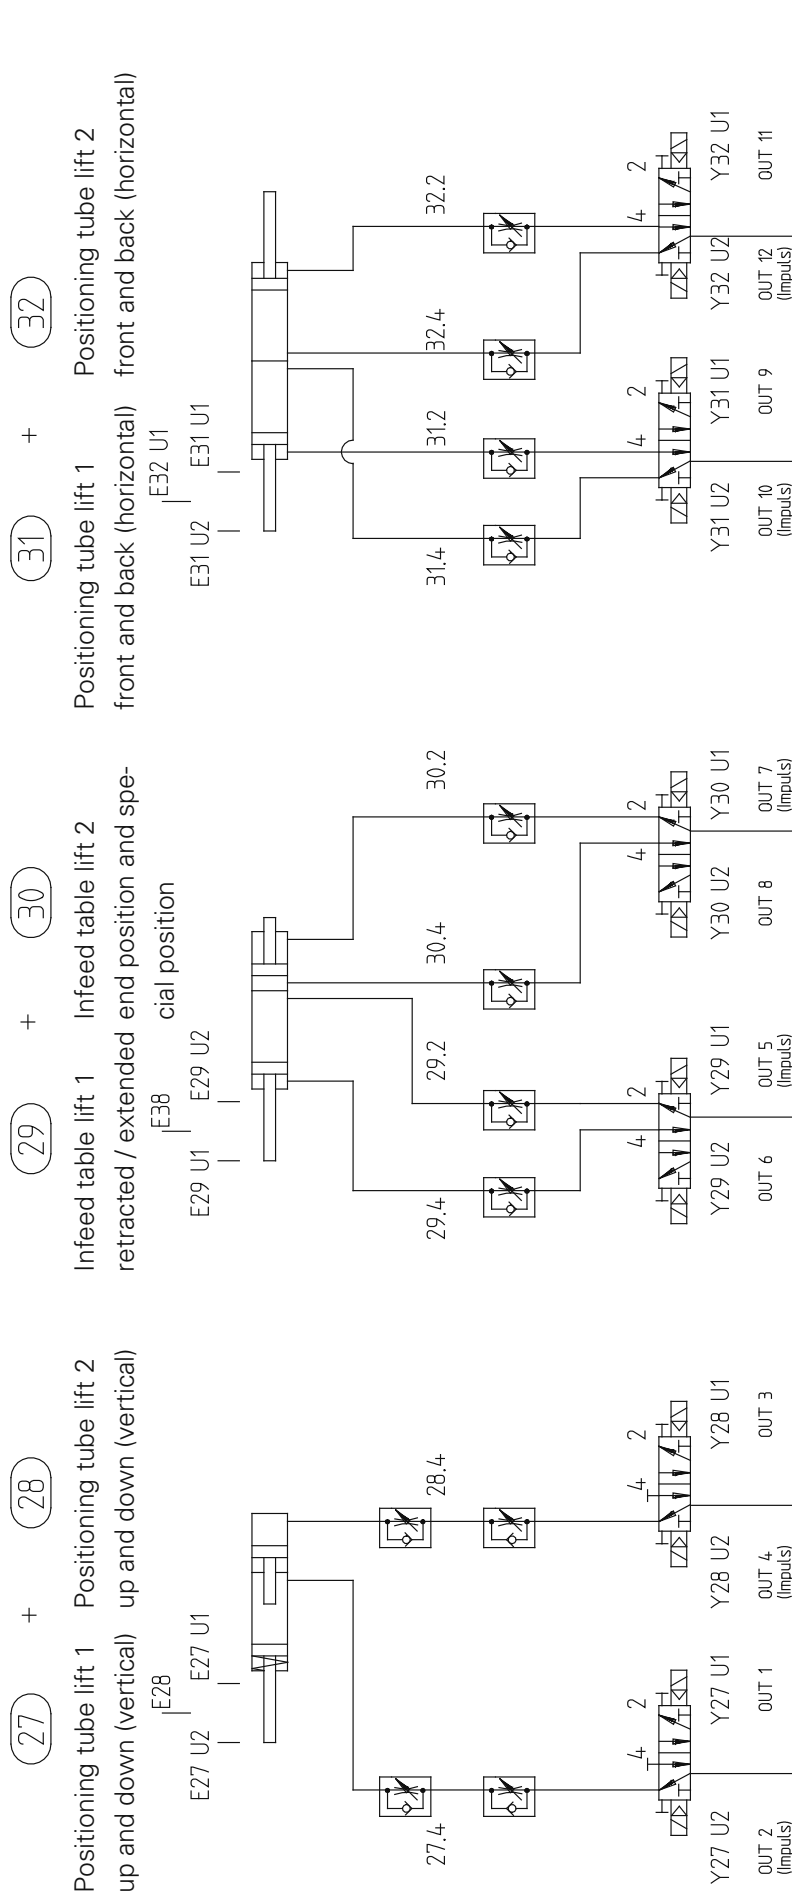 27 + 28
Positioning tube lift 1 Positioning tube lift 2
up and down (vertical) up and down (vertical)
E28
E27 U2 E27 U1
27.4 28.4
4 2 4 2
Y27 U2 Y27 U1 Y28 U2 Y28 U1
OUT 2 OUT 1 OUT 4 OUT 3
(Impuls) (Impuls)
29 + 30
Infeed table lift 1 Infeed table lift 2
retracted / extended end position and spe-
cial position
E38
E29 U1 E29 U2
29.4 29.2 30.4 30.2
4 2 4 2
Y29 U2 Y29 U1 Y30 U2 Y30 U1
OUT 6 OUT 5 OUT 8 OUT 7
(Impuls) (Impuls)
31 + 32
Positioning tube lift 1 Positioning tube lift 2
front and back (horizontal) front and back (horizontal)
E32 U1
E31 U2 E31 U1
31.4 31.2 32.4 32.2
4 2 4 2
Y31 U2 Y31 U1 Y32 U2 Y32 U1
OUT 10 OUT 9 OUT 12 OUT 11
(Impuls) (Impuls)